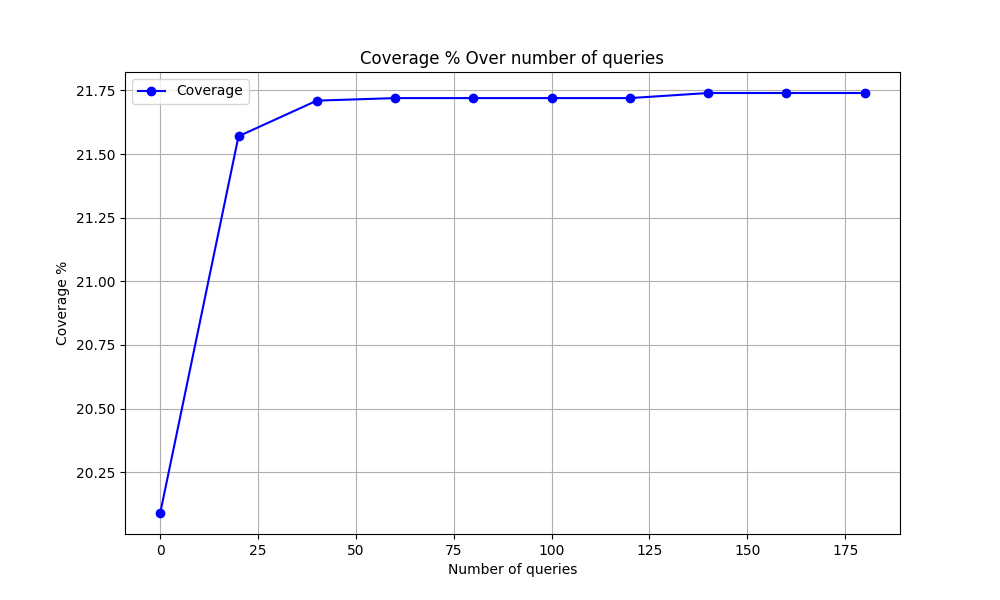 Coverage % Over number of queries
Coverage
21.75
21.50
21.25
21.00
20.75
20.50
20.25
Coverage %
0 25 50 75 100 125 150 175
Number of queries